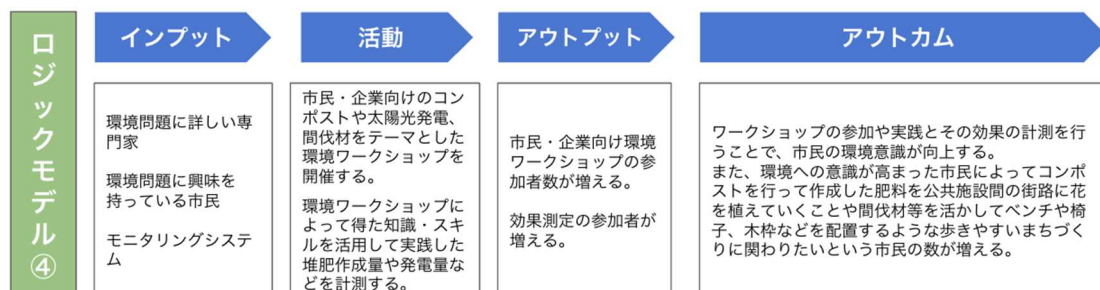 ロジックモデル④
インプット
活動
アウトプット
アウトカム
環境問題に詳しい専
門家
環境問題に興味を
持っている市民
モニタリングシステ
ム
市民・企業向けのコン
ポストや太陽光発電、
間伐材をテーマとした
環境ワークショップを
開催する。
環境ワークショップによ
って得た知識・スキ
ルを活用して実践した
堆肥作成量や発電量な
どを計測する。
市民・企業向け環境
ワークショップの参
加者数が増える。
効果測定の参加者が
増える。
ワークショップの参加や実践とその効果の計測を行
うことで、市民の環境意識が向上する。
また、環境への意識が高まった市民によってコンポ
ストを行って作成した肥料を公共施設間の街路に花
を植えていくことや間伐材等を活かしてベンチや椅
子、木枠などを配置するような歩きやすいまちづく
りに関わりたいという市民の数が増える。